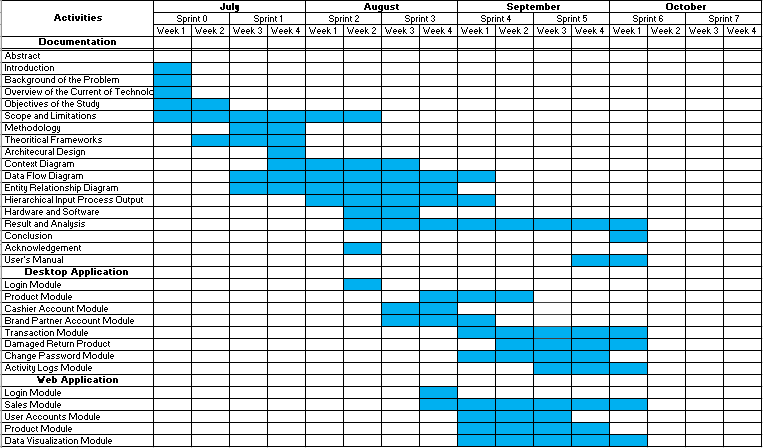 Activities
July August September October
Sprint 0 Sprint 1 Sprint 2 Sprint 3 Sprint 4 Sprint 5 Sprint 6 Sprint 7
Week 1 Week 2 Week 3 Week 4 Week 1 Week 2 Week 3 Week 4 Week 1 Week 2 Week 3 Week 4 Week 1 Week 2 Week 3 Week 4
Documentation
Abstract
Introduction
Background of the Problem
Overview of the Current of Technolo
Objectives of the Study
Scope and Limitations
Methodology
Theoritical Frameworks
Architecural Design
Context Diagram
Data Flow Diagram
Entity Relationship Diagram
Hierarchical Input Process Output
Hardware and Software
Result and Analysis
Conclusion
Acknowledgement
User's Manual
Desktop Application
Login Module
Product Module
Cashier Account Module
Brand Partner Account Module
Transaction Module
Damaged Return Product
Change Password Module
Activity Logs Module
Web Application
Login Module
Sales Module
User Accounts Module
Product Module
Data Visualization Module